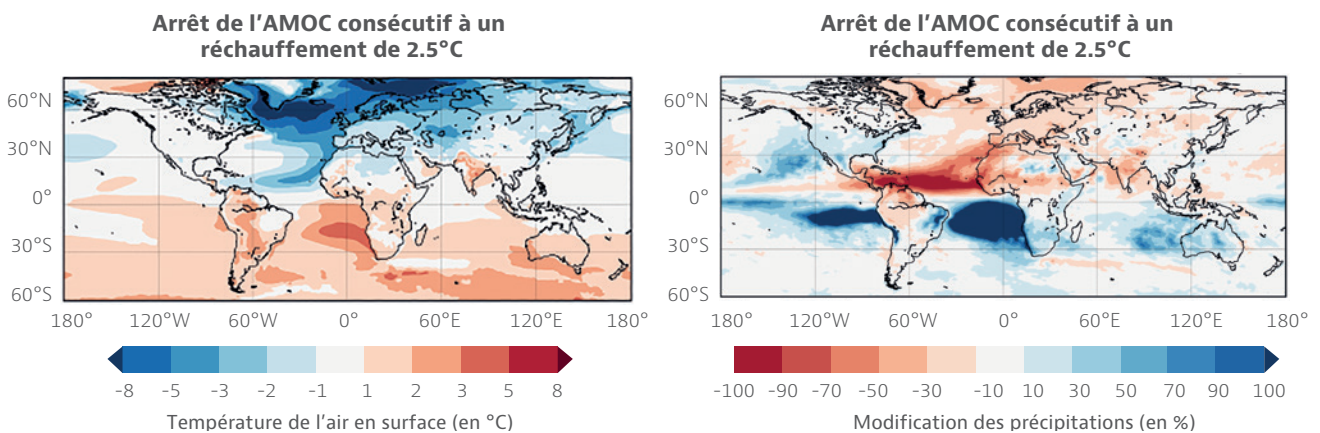 Arrêt de l'AMOC consécutif à un
réchauffement de 2.5°C
60°N
30°N
0°
30°S
60°S
180°
120°W
60°W
0°
60°E
120°E
180°
-8
-5
-3
-2
-1
1
2
3
5
8
Température de l'air en surface (en °C)
Arrêt de l'AMOC consécutif à un
réchauffement de 2.5°C
60°N
30°N
0°
30°S
60°S
180°
120°W
60°W
0°
60°E
120°E
180°
-100
-90
-70
-50
-30
-10
10
30
50
70
90
100
Modification des précipitations (en %)